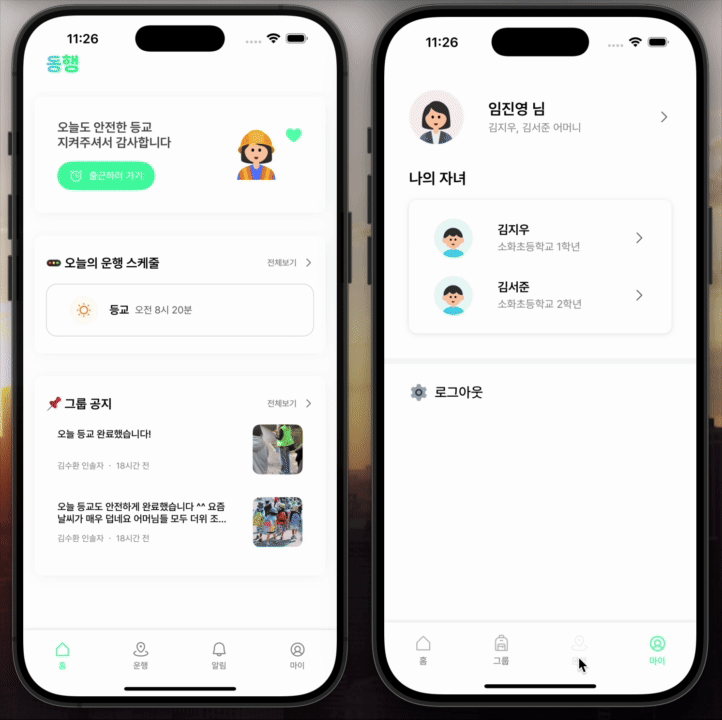 11:26
동행
오늘도 안전한 등교
지켜주셔서 감사합니다
출근하러 가기
오늘의 운행 스케줄
전체보기
등교 오전 8시 20분
그룹 공지
전체보기
오늘 등교 완료했습니다!
김수환 인솔자 · 18시간 전
오늘 등교도 안전하게 완료했습니다 ^^ 요즘
날씨가 매우 덥네요 어머님들 모두 더위 조...
김수환 인솔자 · 18시간 전
홈
운행
알림
마이
11:26
임진영 님
김지우, 김서준 어머니
나의 자녀
김지우
소화초등학교 1학년
김서준
소화초등학교 2학년
로그아웃
홈
그룹
마이